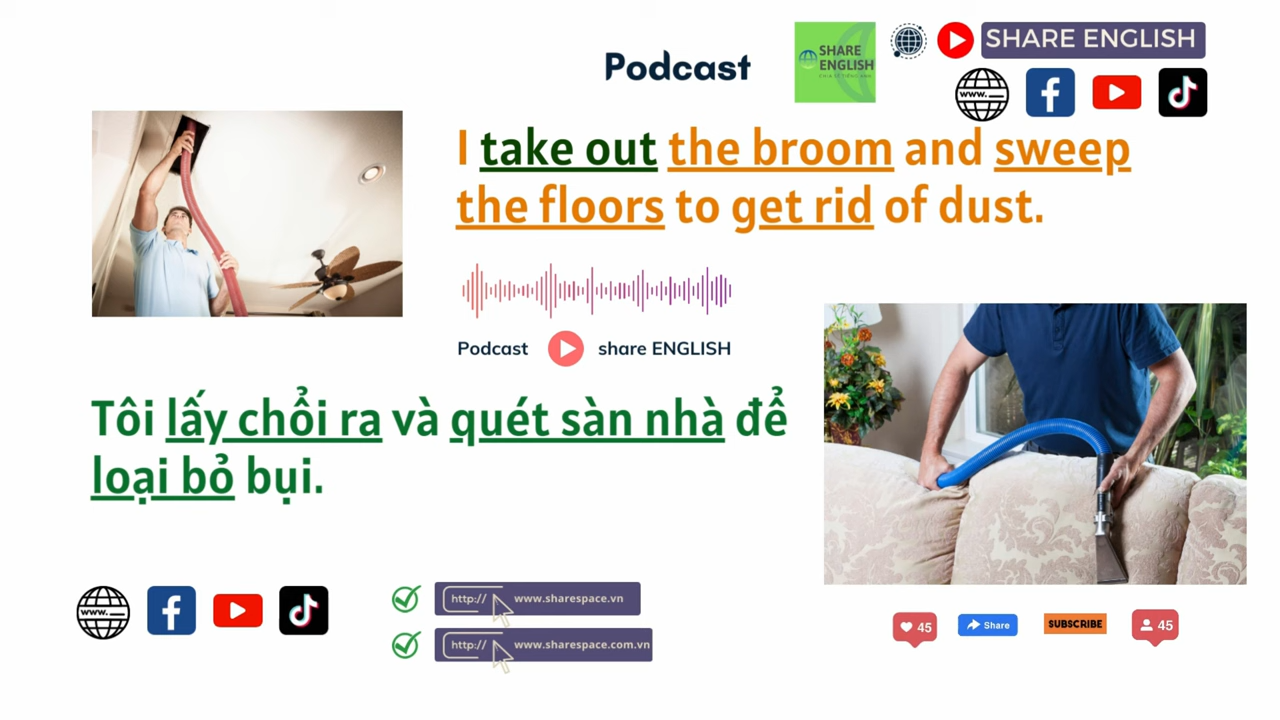 Podcast
SHARE
ENGLISH
SHARE ENGLISH
www.
I take out the broom and sweep
the floors to get rid of dust.
Podcast share ENGLISH
Tôi lấy chổi ra và quét sàn nhà để
loại bỏ bụi.
www.
http:// www.sharespace.vn
http:// www.sharespace.com.vn
45
Share
SUBSCRIBE
45